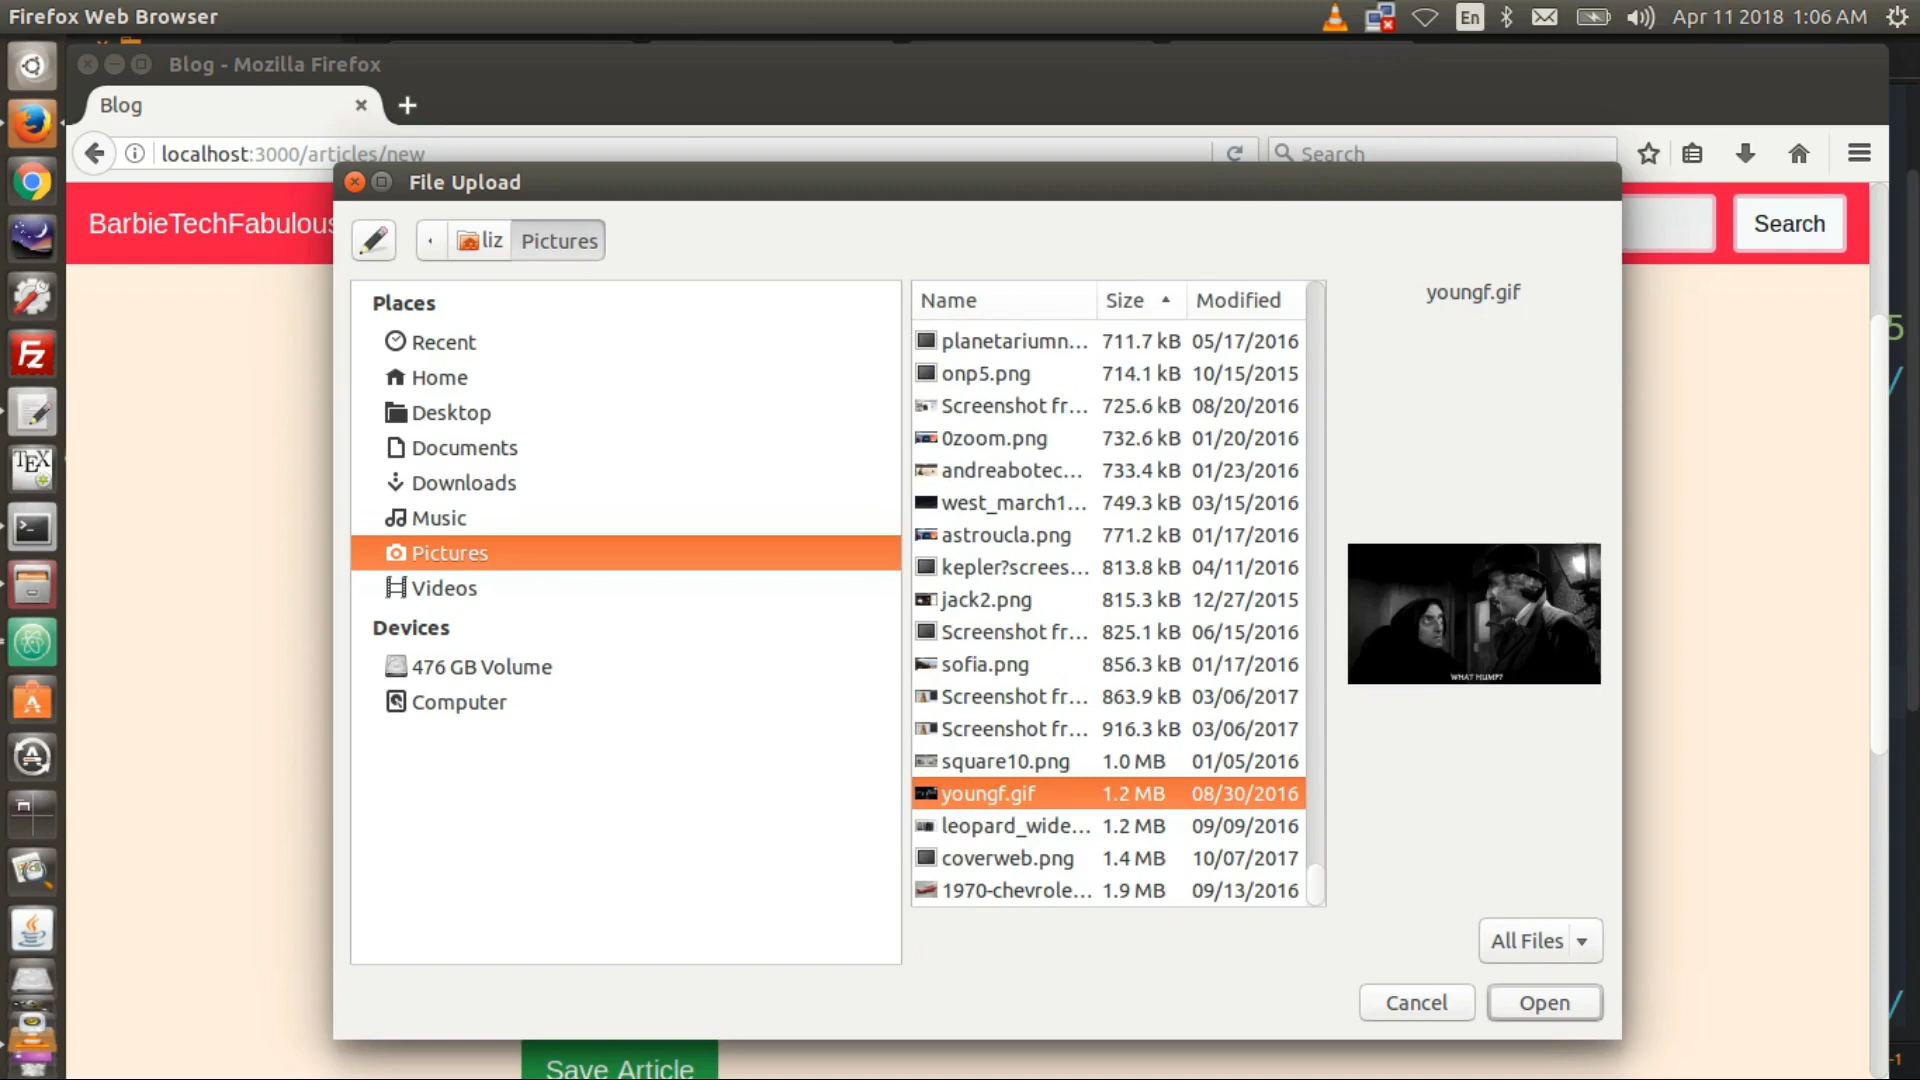 Firefox Web Browser
En
Apr 11 2018 1:06 AM
Blog - Mozilla Firefox
Blog
localhost:3000/articles/new
Search
File Upload
BarbieTechFabulous
Search
liz
Pictures
Places
Recent
Home
Desktop
Documents
Downloads
Music
Pictures
Videos
Devices
476 GB Volume
Computer
Name Size Modified
planetariumn... 711.7 kB 05/17/2016
onp5.png 714.1 kB 10/15/2015
Screenshot fr... 725.6 kB 08/20/2016
0zoom.png 732.6 kB 01/20/2016
andreabotec... 733.4 kB 01/23/2016
west_march1... 749.3 kB 03/15/2016
astroucla.png 771.2 kB 01/17/2016
kepler?screes... 813.8 kB 04/11/2016
jack2.png 815.3 kB 12/27/2015
Screenshot fr... 825.1 kB 06/15/2016
sofia.png 856.3 kB 01/17/2016
Screenshot fr... 863.9 kB 03/06/2017
Screenshot fr... 916.3 kB 03/06/2017
square10.png 1.0 MB 01/05/2016
youngf.gif 1.2 MB 08/30/2016
leopard_wide... 1.2 MB 09/09/2016
coverweb.png 1.4 MB 10/07/2017
1970-chevrole... 1.9 MB 09/13/2016
youngf.gif
WHAT HUMP?
All Files
Cancel
Open
Save Article
Fz
TEX
5
/
/
-1